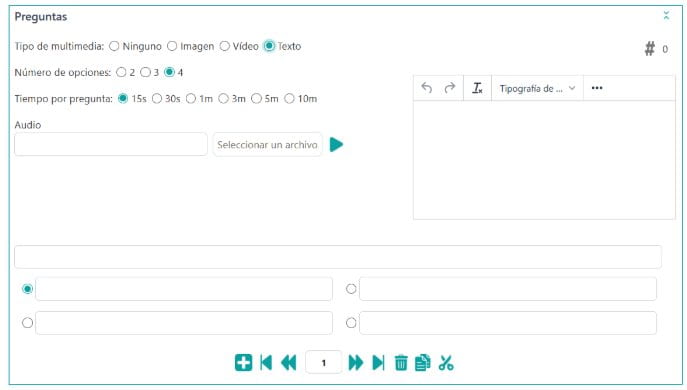 Preguntas
Tipo de multimedia: Ninguno Imagen Vídeo Texto
# 0
Número de opciones: 2 3 4
Tipografía de ... •••
Tiempo por pregunta: 15s 30s 1m 3m 5m 10m
Audio
Seleccionar un archivo
1